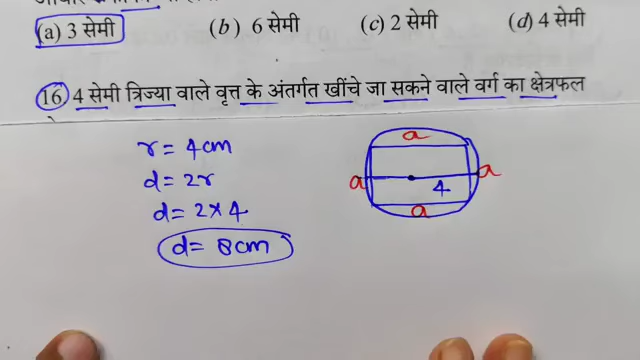 (a) 3 सेमी (b) 6 सेमी (c) 2 सेमी (d) 4 सेमी
16. 4 सेमी त्रिज्या वाले वृत्त के अंतर्गत खींचे जा सकने वाले वर्ग का क्षेत्रफल
r = 4cm
d = 2r
d = 2 × 4
d = 8cm
a
a a
4
a